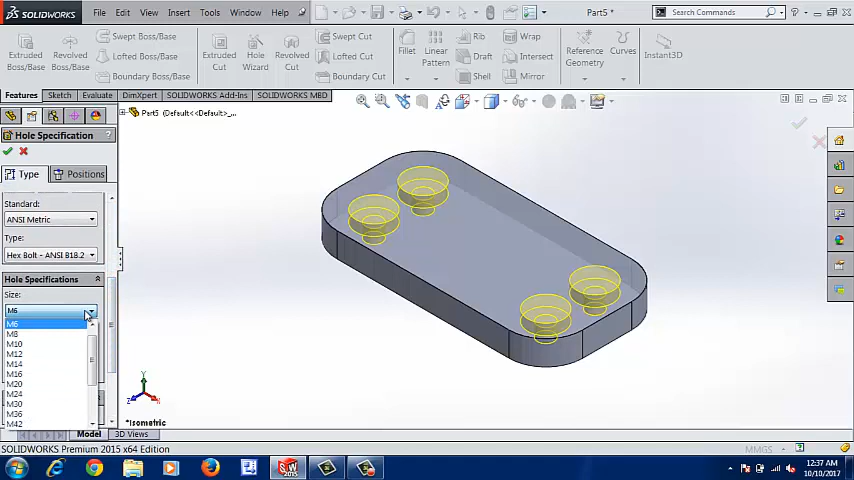 SOLIDWORKS File Edit View Insert Tools Window Help Part5 * Search Commands
Extruded Boss/Base
Revolved Boss/Base
Swept Boss/Base
Lofted Boss/Base
Boundary Boss/Base
Extruded Cut
Hole Wizard
Revolved Cut
Swept Cut
Lofted Cut
Boundary Cut
Fillet
Linear Pattern
Rib
Draft
Shell
Wrap
Intersect
Mirror
Reference Geometry
Curves
Instant3D
Features Sketch Evaluate DimXpert SOLIDWORKS Add-Ins SOLIDWORKS MBD
Part5 (Default<<Default>_...
Hole Specification ?
Type Positions
Standard:
ANSI Metric
Type:
Hex Bolt - ANSI B18.2
Hole Specifications
Size:
M6
M6
M8
M10
M12
M14
M16
M20
M24
M30
M36
M42
Y
Z
X
*Isometric
Model 3D Views
SOLIDWORKS Premium 2015 x64 Edition MMGS
12:37 AM
10/10/2017